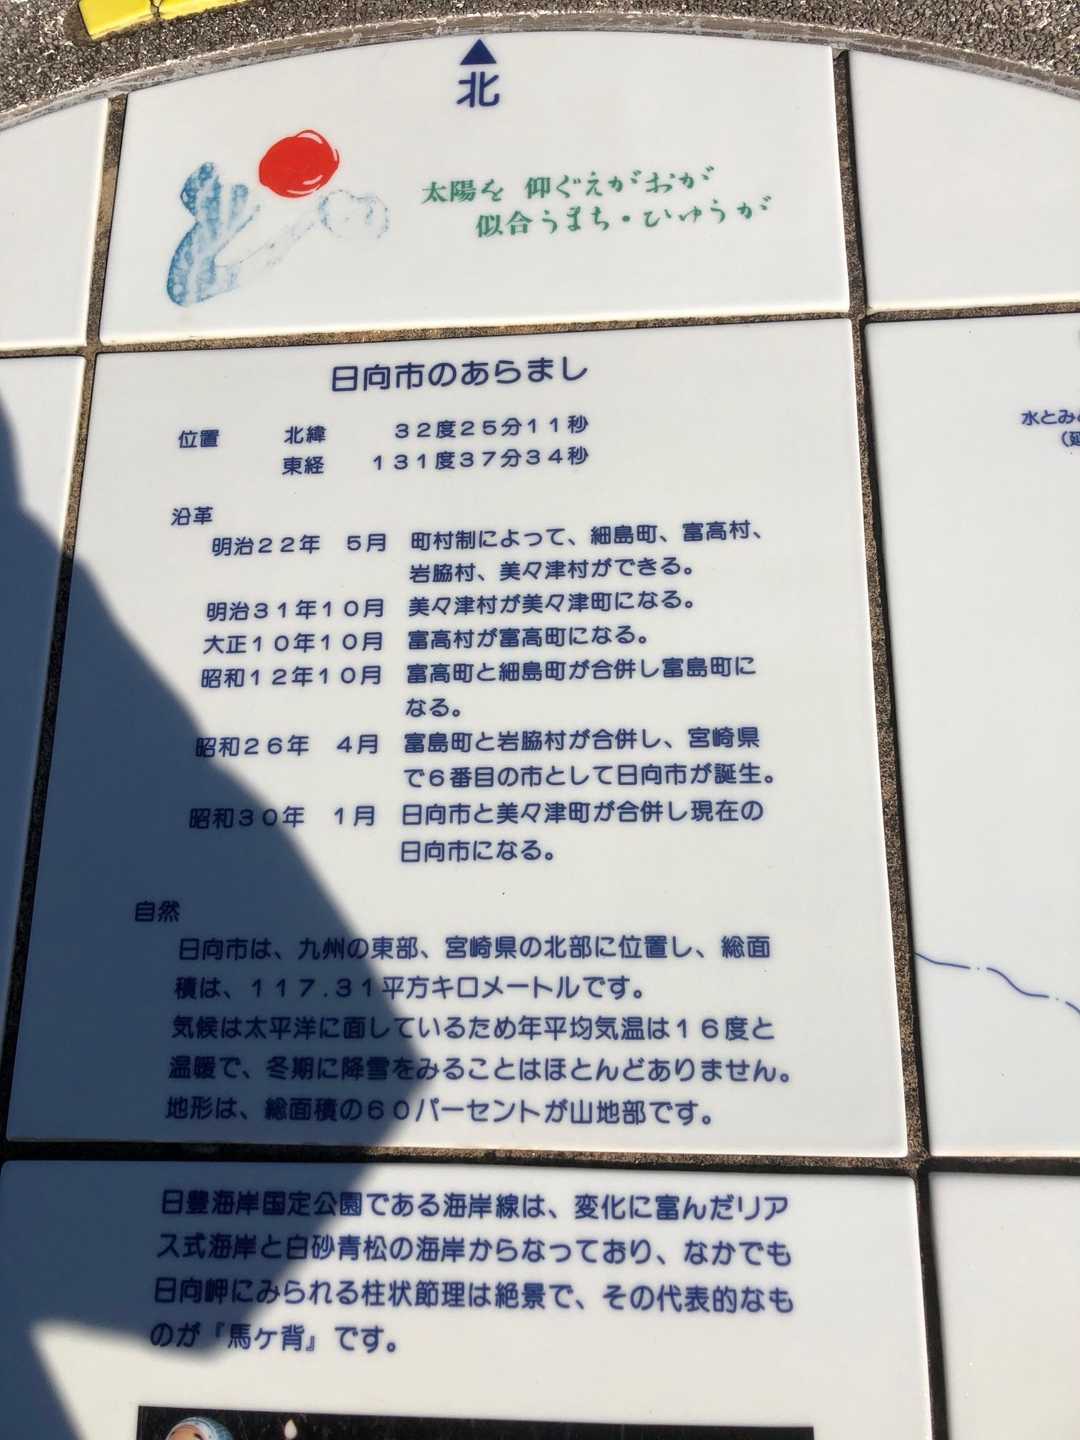 ▲
北
太陽を 仰ぐえがおが
似合うまち・ひゅうが
日向市のあらまし
位置 北緯 32度25分11秒
東経 131度37分34秒
沿革
明治22年 5月 町村制によって、細島町、富高村、
岩脇村、美々津村ができる。
明治31年10月 美々津村が美々津町になる。
大正10年10月 富高村が富高町になる。
昭和12年10月 富高町と細島町が合併し富島町に
なる。
昭和26年 4月 富島町と岩脇村が合併し、宮崎県
で6番目の市として日向市が誕生。
昭和30年 1月 日向市と美々津町が合併し現在の
日向市になる。
自然
日向市は、九州の東部、宮崎県の北部に位置し、総面
積は、117.31平方キロメートルです。
気候は太平洋に面しているため年平均気温は16度と
温暖で、冬期に降雪をみることはほとんどありません。
地形は、総面積の60パーセントが山地部です。
日豊海岸国定公園である海岸線は、変化に富んだリア
ス式海岸と白砂青松の海岸からなっており、なかでも
日向岬にみられる柱状節理は絶景で、その代表的なも
のが『馬ヶ背』です。
水とみ